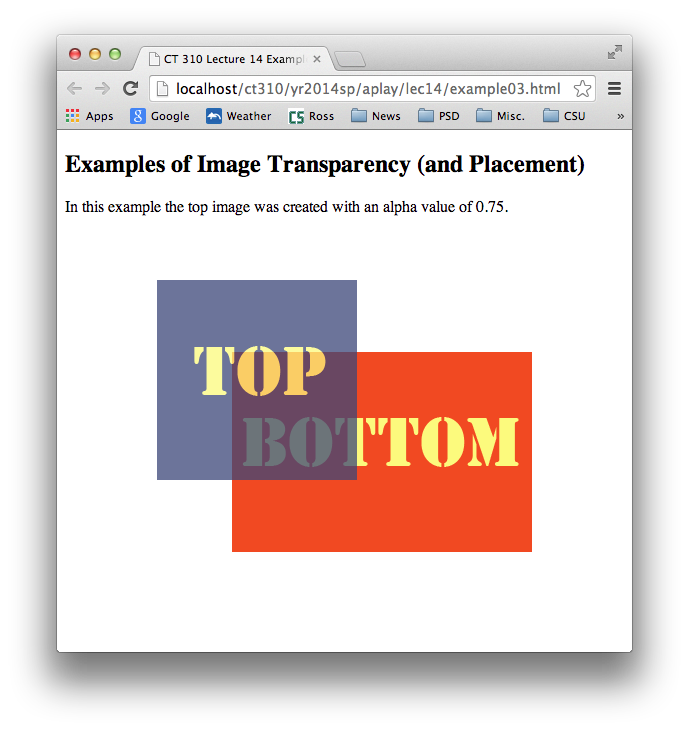 CT 310 Lecture 14 Exampl
localhost/ct310/yr2014sp/aplay/lec14/example03.html
Apps Google Weather Ross News PSD Misc. CSU »
Examples of Image Transparency (and Placement)
In this example the top image was created with an alpha value of 0.75.
TOP
BOTTOM